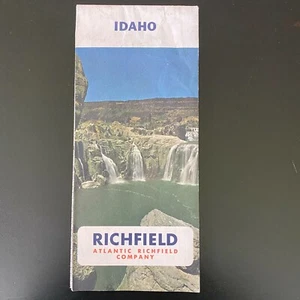 IDAHO
RICHFIELD
ATLANTIC RICHFIELD
COMPANY